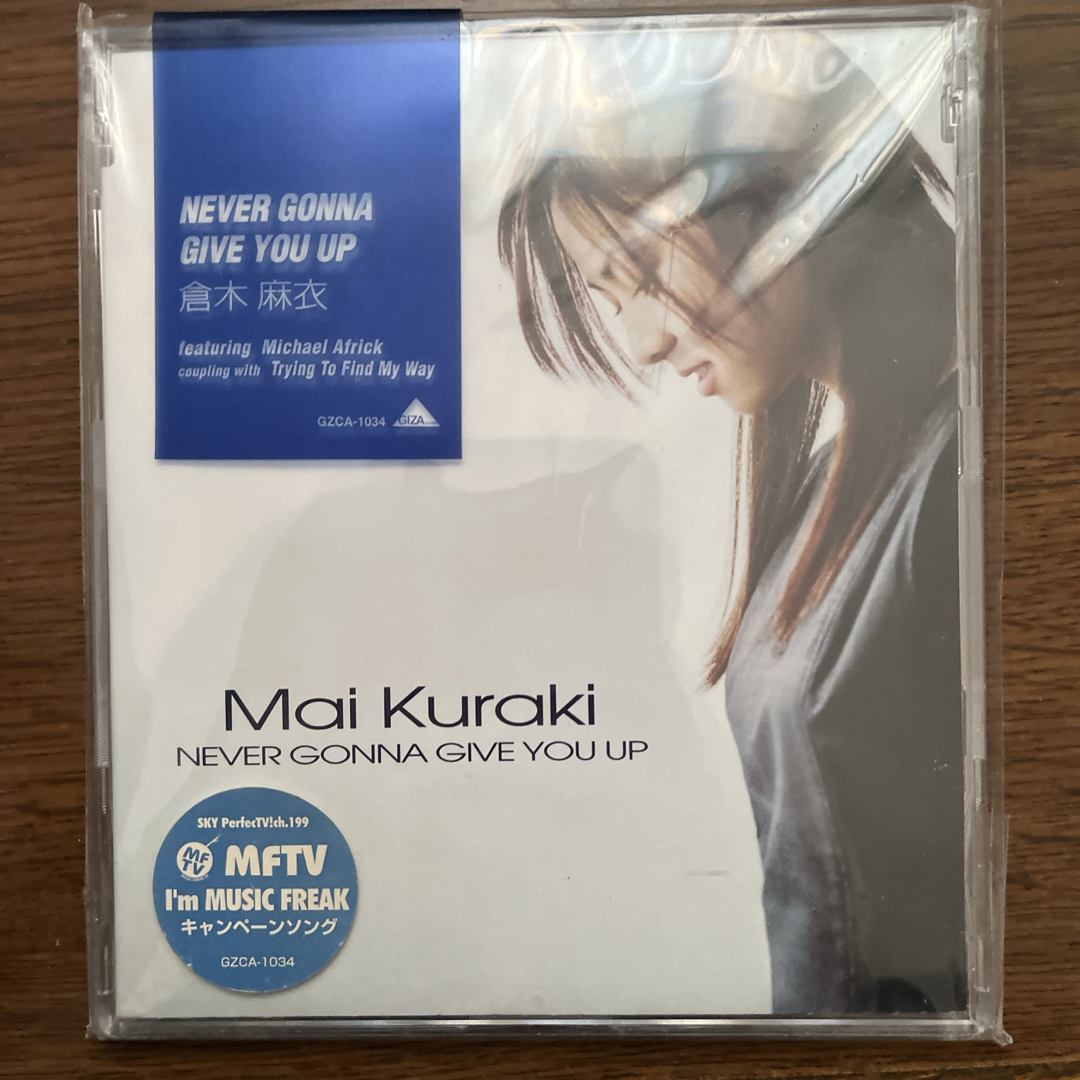 NEVER GONNA
GIVE YOU UP
倉木 麻衣
featuring Michael Africk
coupling with Trying To Find My Way
GZCA-1034 GIZA
Mai Kuraki
NEVER GONNA GIVE YOU UP
SKY PerfecTV!ch.199
MFTV MFTV
I'm MUSIC FREAK
キャンペーンソング
GZCA-1034